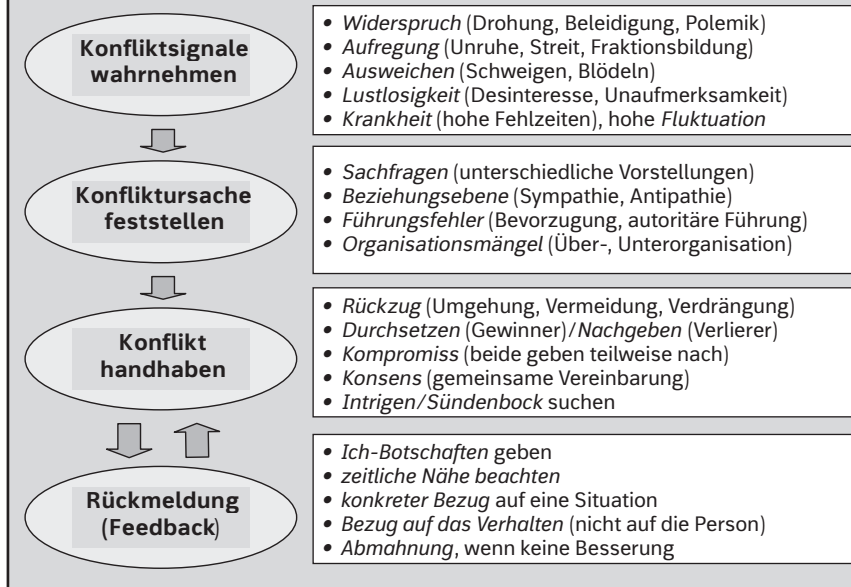 Konfliktsignale
wahrnehmen
• Widerspruch (Drohung, Beleidigung, Polemik)
• Aufregung (Unruhe, Streit, Fraktionsbildung)
• Ausweichen (Schweigen, Blödeln)
• Lustlosigkeit (Desinteresse, Unaufmerksamkeit)
• Krankheit (hohe Fehlzeiten), hohe Fluktuation
Konfliktursache
feststellen
• Sachfragen (unterschiedliche Vorstellungen)
• Beziehungsebene (Sympathie, Antipathie)
• Führungsfehler (Bevorzugung, autoritäre Führung)
• Organisationsmängel (Über-, Unterorganisation)
Konflikt
handhaben
• Rückzug (Umgehung, Vermeidung, Verdrängung)
• Durchsetzen (Gewinner)/Nachgeben (Verlierer)
• Kompromiss (beide geben teilweise nach)
• Konsens (gemeinsame Vereinbarung)
• Intrigen/Sündenbock suchen
Rückmeldung
(Feedback)
• Ich-Botschaften geben
• zeitliche Nähe beachten
• konkreter Bezug auf eine Situation
• Bezug auf das Verhalten (nicht auf die Person)
• Abmahnung, wenn keine Besserung